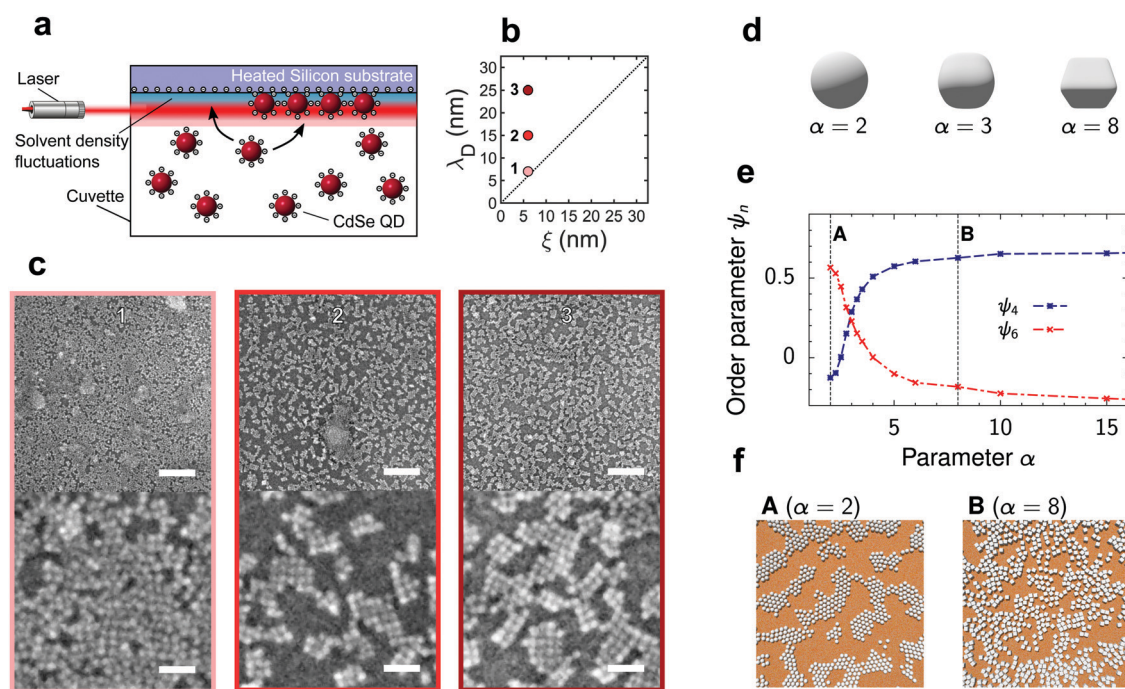 a
Laser
Heated Silicon substrate
Solvent density
fluctuations
Cuvette
CdSe QD
b
λ_D (nm)
30
25
20
15
10
5
0
3
2
1
0 5 10 15 20 25 30
ξ (nm)
c
1
2
3
d
α = 2
α = 3
α = 8
e
Order parameter ψₙ
0.5
0
A
B
ψ₄
ψ₆
5 10 15
Parameter α
f
A (α = 2)
B (α = 8)